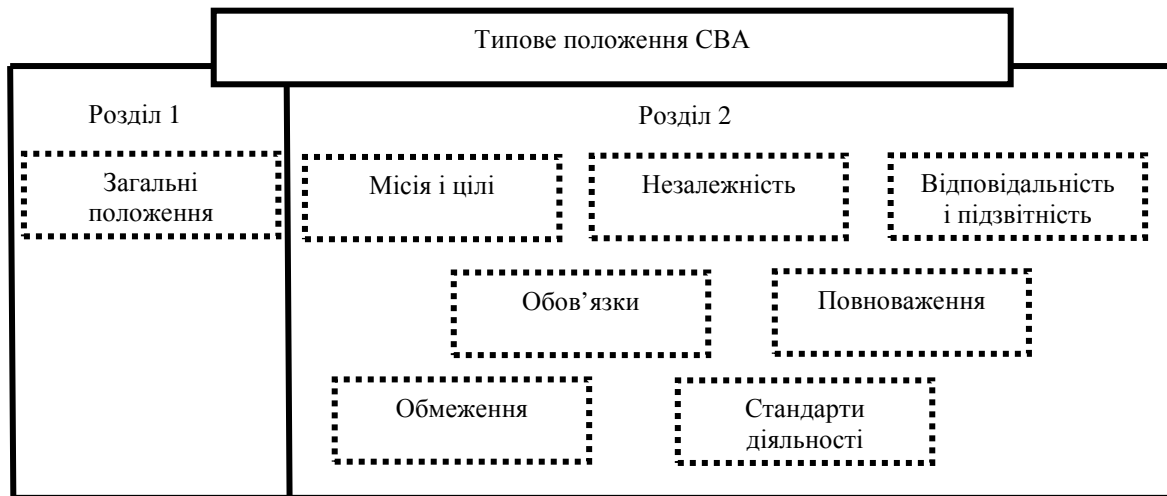 Типове положення СВА
Розділ 1
Розділ 2
Загальні
положення
Місія і цілі
Незалежність
Відповідальність
і підзвітність
Обов’язки
Повноваження
Обмеження
Стандарти
діяльності